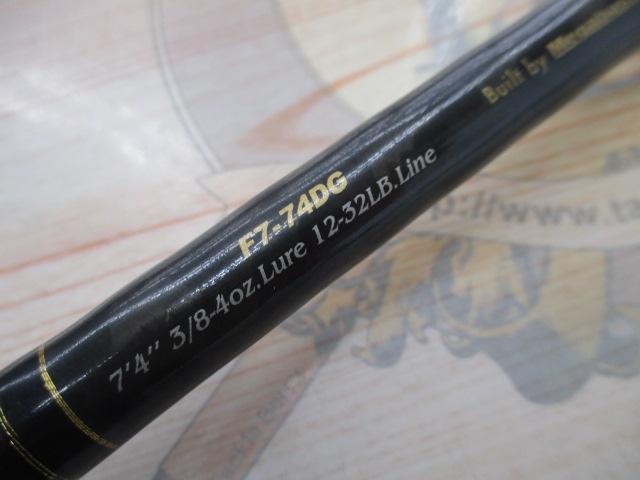 F7-74DG
7'4'' 3/8-4oz.Lure 12-32LB.Line
Built by